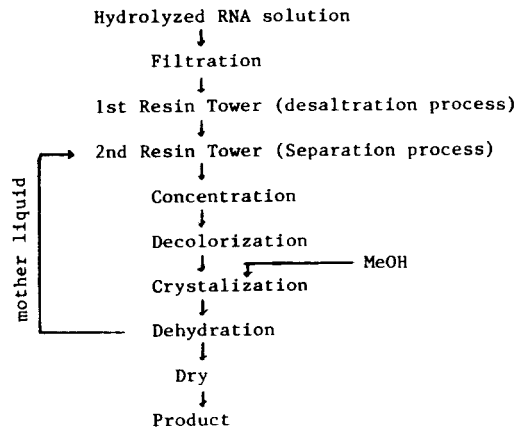 Hydrolyzed RNA solution
Filtration
1st Resin Tower (desaltration process)
2nd Resin Tower (Separation process)
Concentration
Decolorization
MeOH
Crystalization
Dehydration
Dry
Product
mother liquid